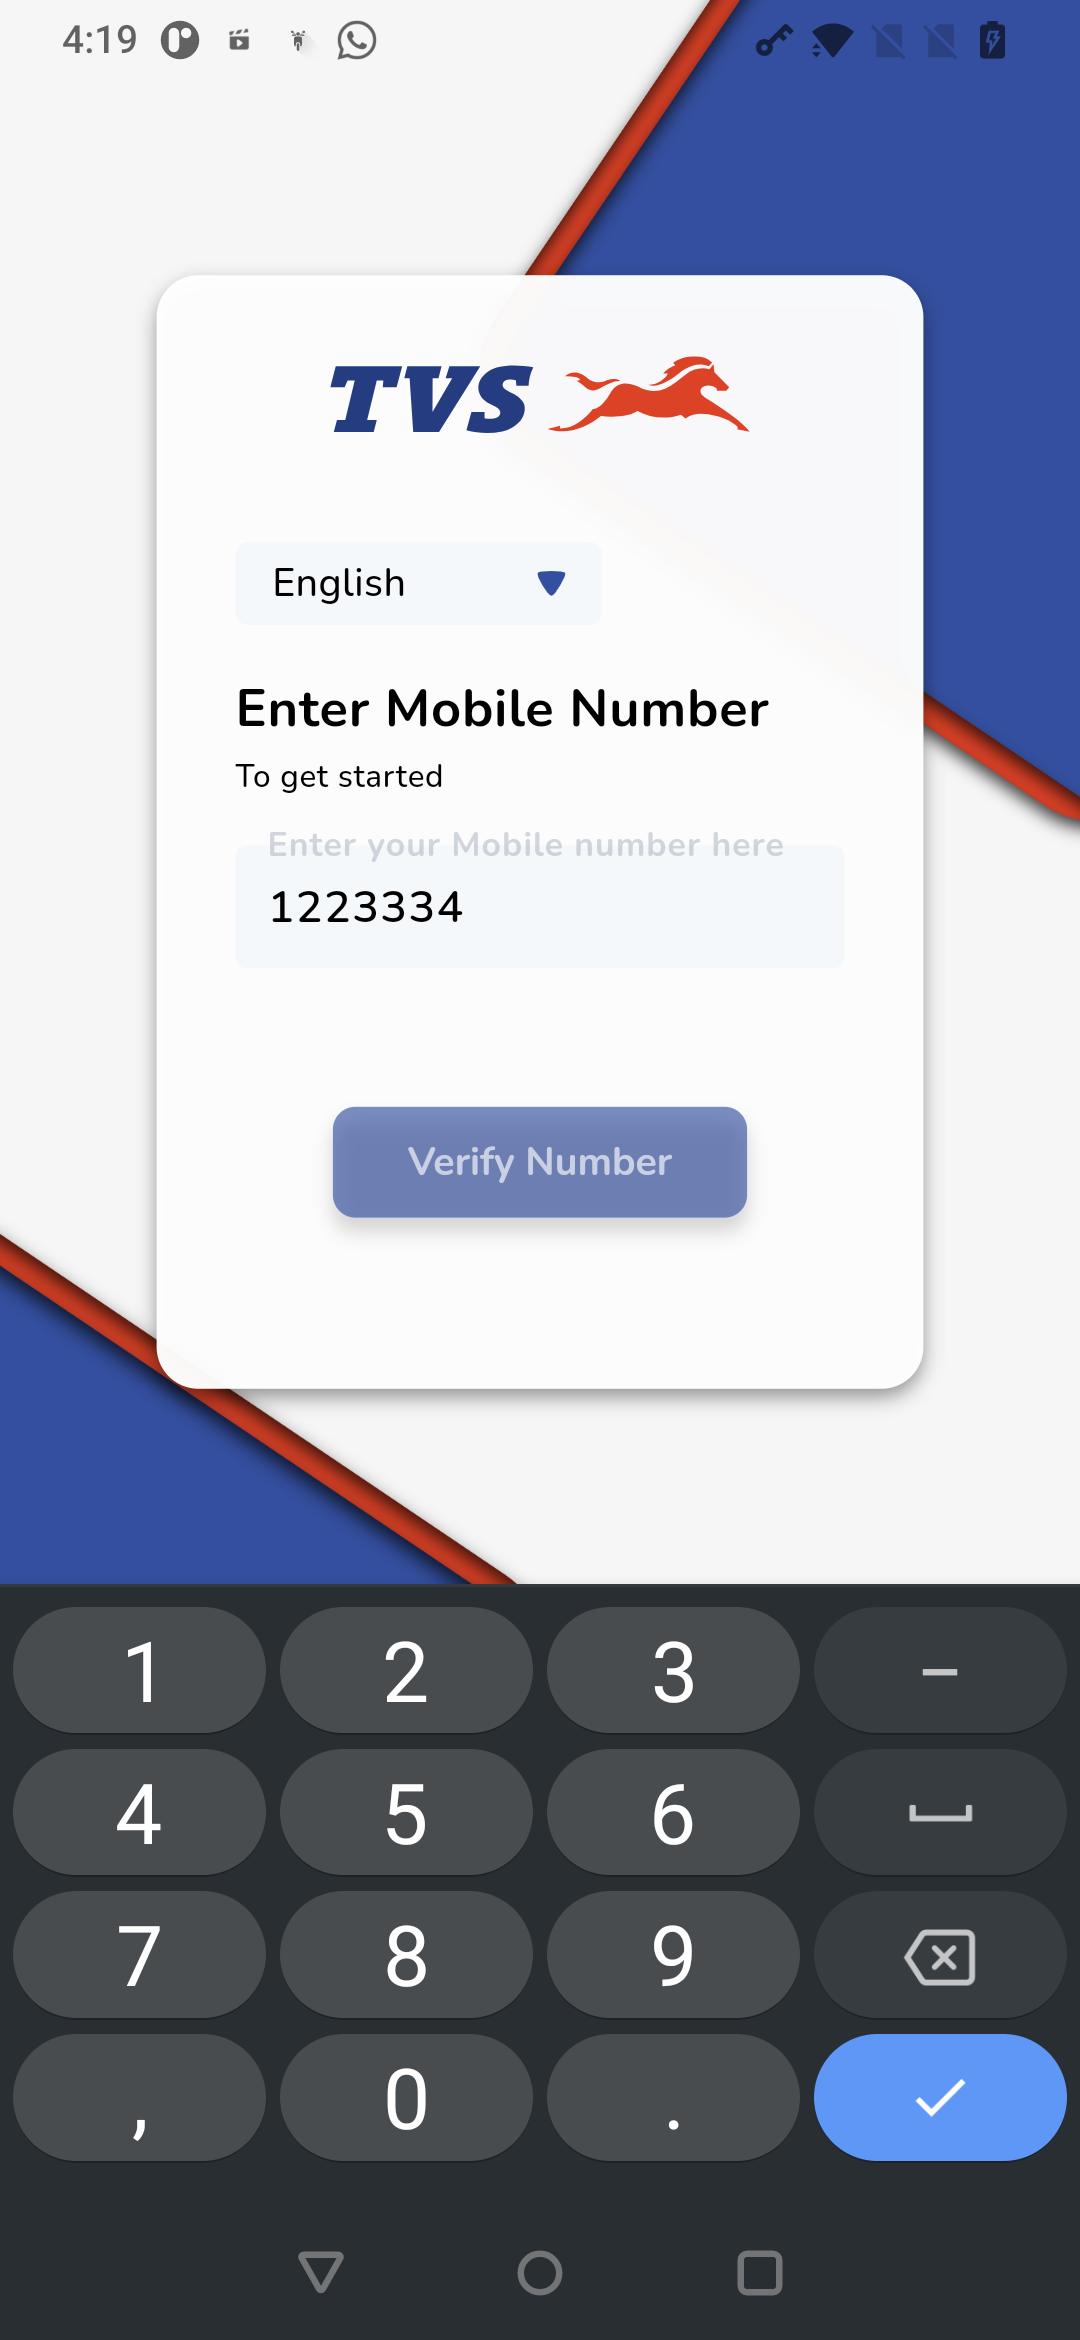 4:19
TVS
English
Enter Mobile Number
To get started
Enter your Mobile number here
1223334
Verify Number
1 2 3 –
4 5 6
7 8 9
, 0 .